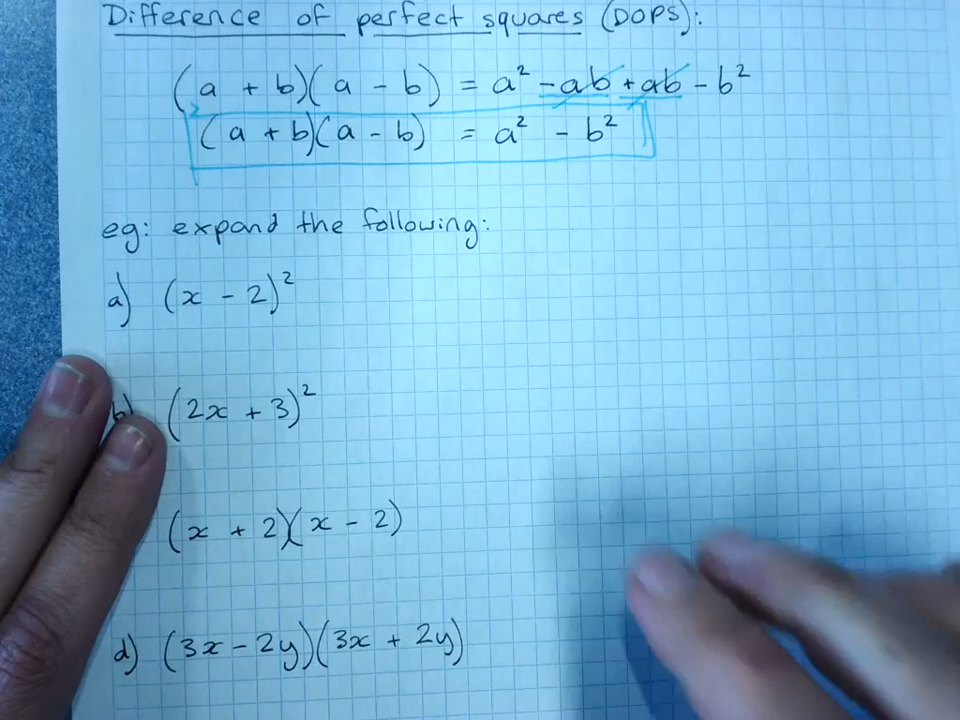 Difference of perfect squares (DOPS):
(a + b)(a - b) = a² - ab + ab - b²
(a + b)(a - b) = a² - b²
eg: expand the following:
a) (x - 2)²
b) (2x + 3)²
(x + 2)(x - 2)
d) (3x - 2y)(3x + 2y)